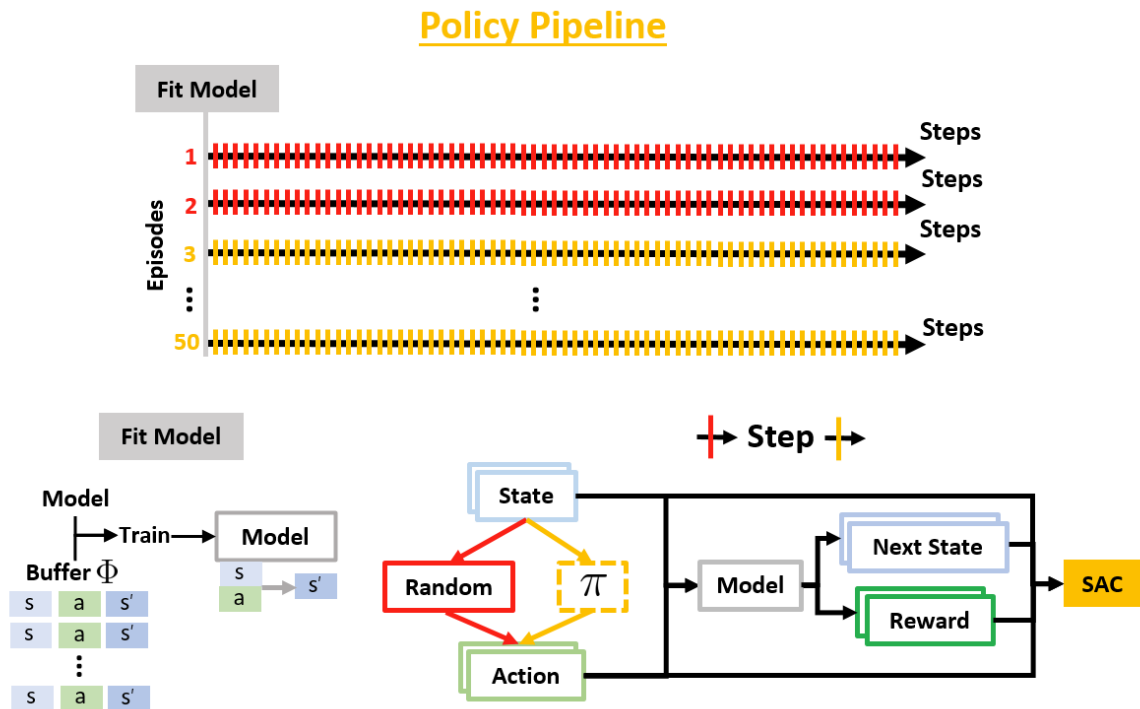 Policy Pipeline
Fit Model
Episodes
1
Steps
2
Steps
3
Steps
50
Steps
Fit Model
Model
Train
Model
Buffer Φ
s a s'
s a s'
s a s'
s
a
s'
Step
State
Random
π
Action
Model
Next State
Reward
SAC